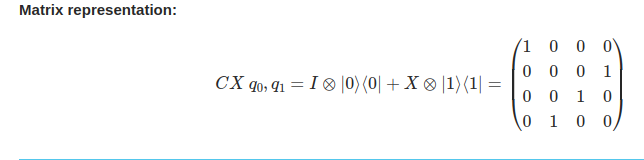 Matrix representation:
CX q₀, q₁ = I ⊗ |0⟩⟨0| + X ⊗ |1⟩⟨1| =
1 0 0 0
0 0 0 1
0 0 1 0
0 1 0 0